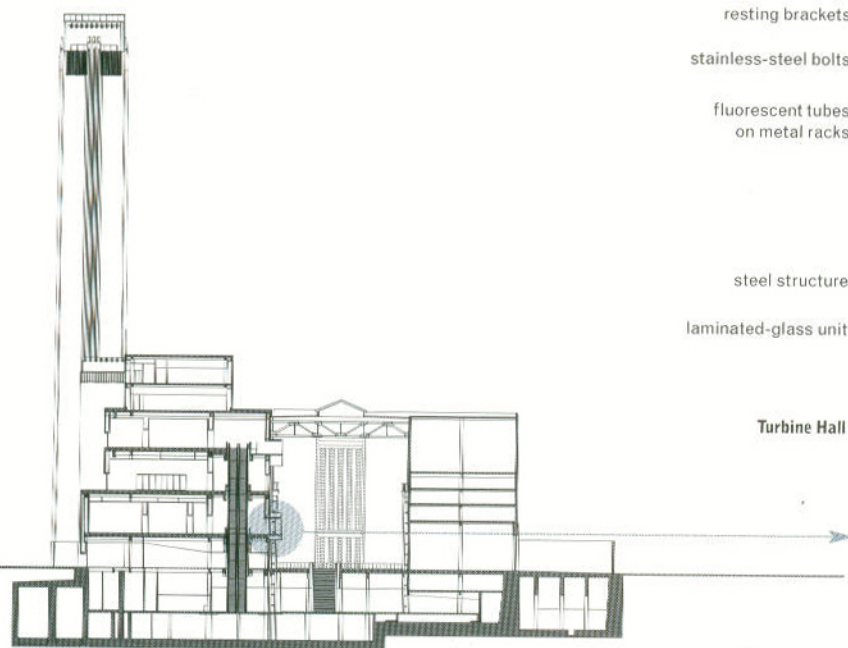 resting brackets
stainless-steel bolts
fluorescent tubes
on metal racks
steel structure
laminated-glass unit
Turbine Hall